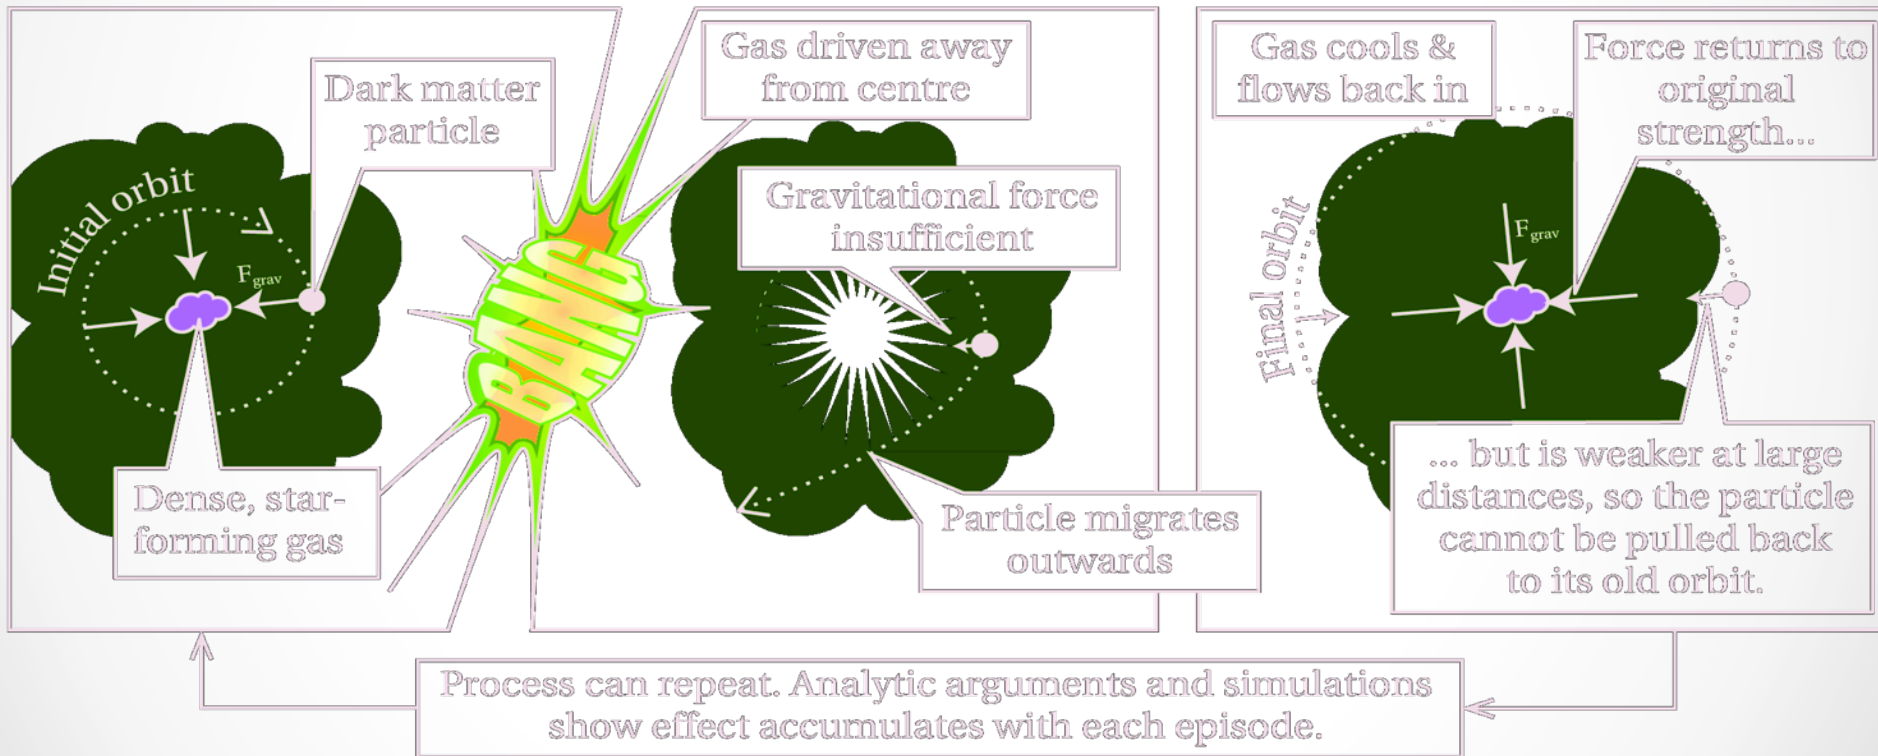 Dark matter
particle
Initial orbit
F grav
Dense, star-
forming gas
BANG
Gas driven away
from centre
Gravitational force
insufficient
Particle migrates
outwards
Gas cools &
flows back in
Force returns to
original
strength...
Final orbit
F grav
... but is weaker at large
distances, so the particle
cannot be pulled back
to its old orbit.
Process can repeat. Analytic arguments and simulations
show effect accumulates with each episode.